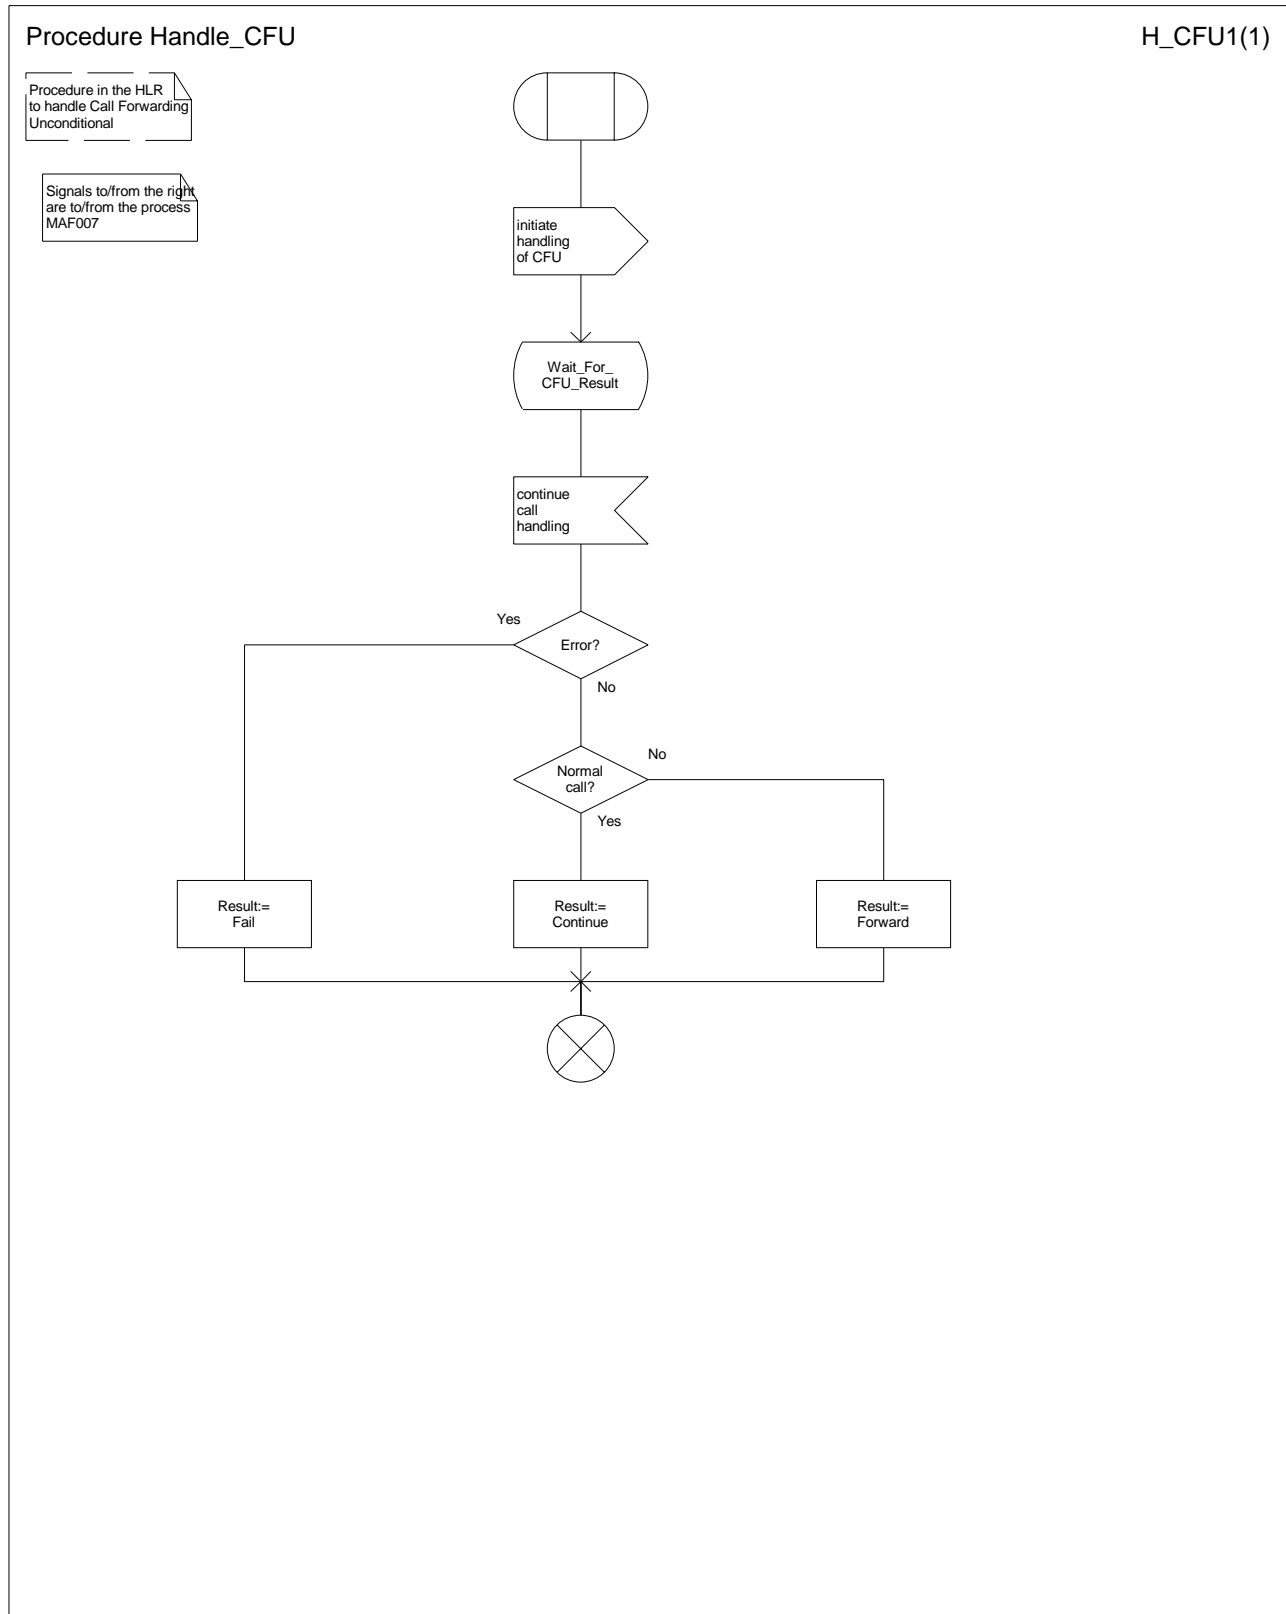 Procedure Handle_CFU
H_CFU1(1)
Procedure in the HLR
to handle Call Forwarding
Unconditional
Signals to/from the right
are to/from the process
MAF007
initiate
handling
of CFU
Wait_For_
CFU_Result
continue
call
handling
Yes
Error?
No
No
Normal
call?
Yes
Result:=
Fail
Result:=
Continue
Result:=
Forward